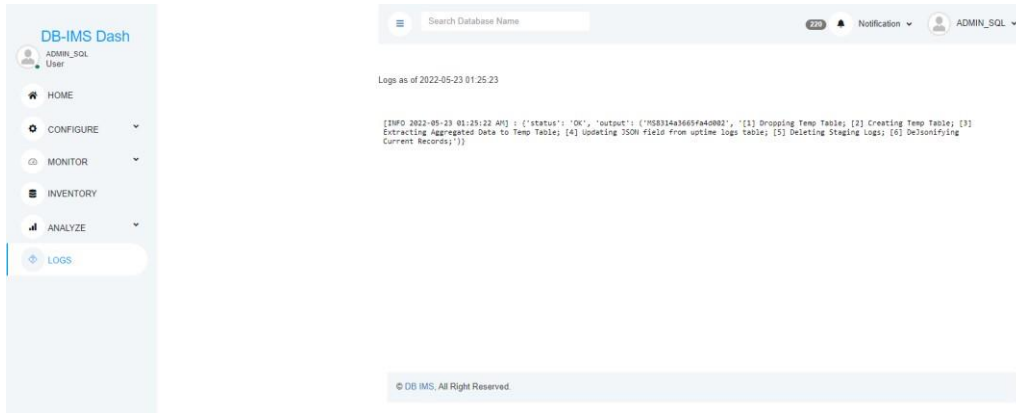 DB-IMS Dash
ADMIN_SQL
User
HOME
CONFIGURE
MONITOR
INVENTORY
ANALYZE
LOGS
Search Database Name
220
Notification
ADMIN_SQL
Logs as of 2022-05-23 01:25:23
[INFO 2022-05-23 01:25:22 AM] : {'status': 'OK', 'output': ('MS8314a3665fa4d002', '[1] Dropping Temp Table; [2] Creating Temp Table; [3]
Extracting Aggregated Data to Temp Table; [4] Updating JSON field from uptime logs table; [5] Deleting Staging Logs; [6] DeJsonifying
Current Records;')}
© DB IMS, All Right Reserved.